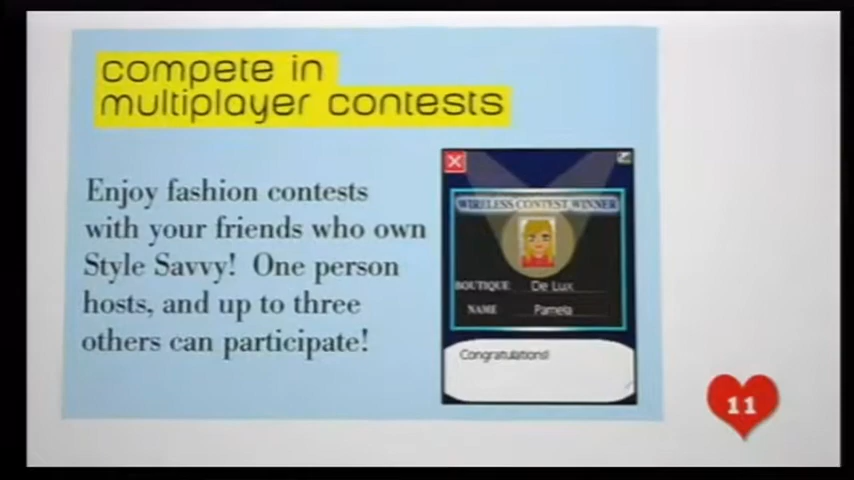 compete in
multiplayer contests
Enjoy fashion contests
with your friends who own
Style Savvy! One person
hosts, and up to three
others can participate!
WIRELESS CONTEST WINNER
BOUTIQUE De Lux
NAME Pamela
Congratulations!
11